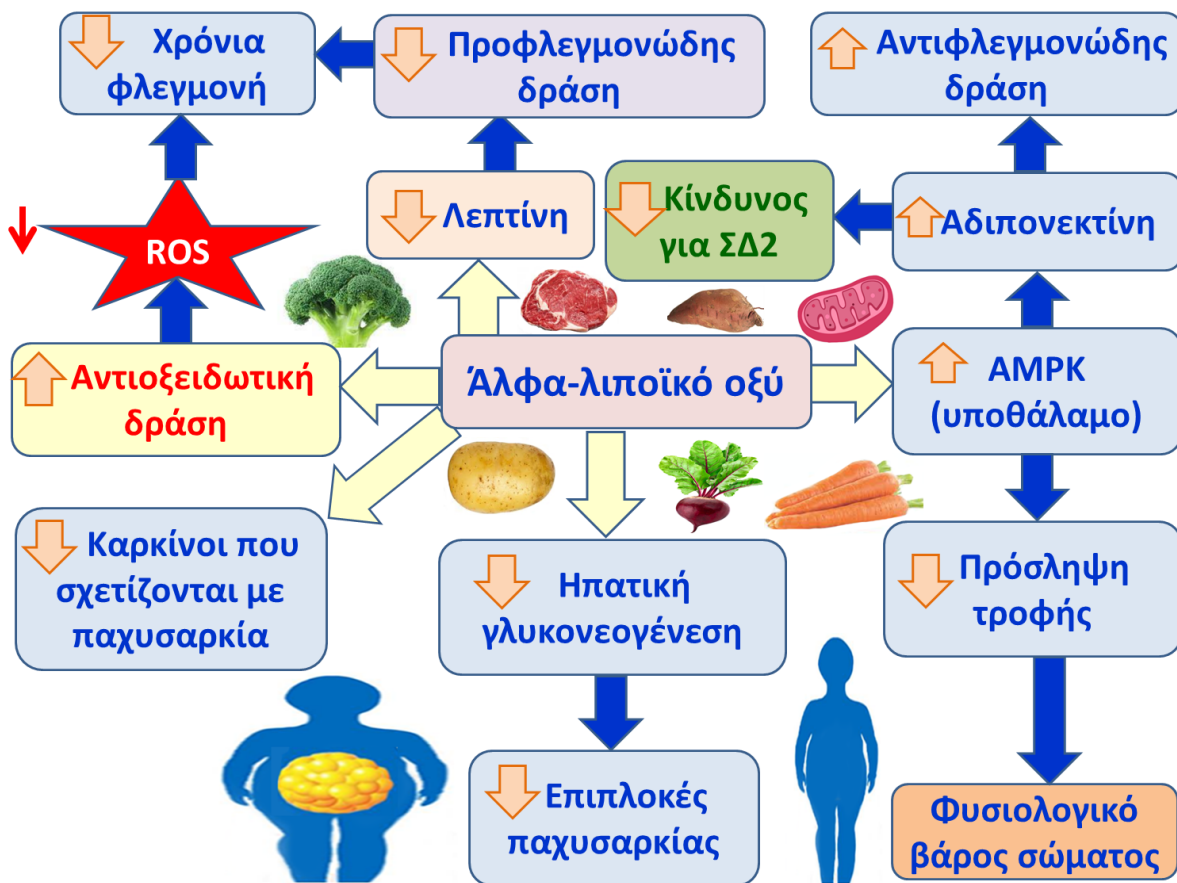 Χρόνια
φλεγμονή
Προφλεγμονώδης
δράση
Αντιφλεγμονώδης
δράση
Λεπτίνη
Κίνδυνος
για ΣΔ2
Αδιπονεκτίνη
ROS
Αντιοξειδωτική
δράση
Άλφα-λιποϊκό οξύ
AMPK
(υποθάλαμο)
Καρκίνοι που
σχετίζονται με
παχυσαρκία
Ηπατική
γλυκονεογένεση
Πρόσληψη
τροφής
Επιπλοκές
παχυσαρκίας
Φυσιολογικό
βάρος σώματος